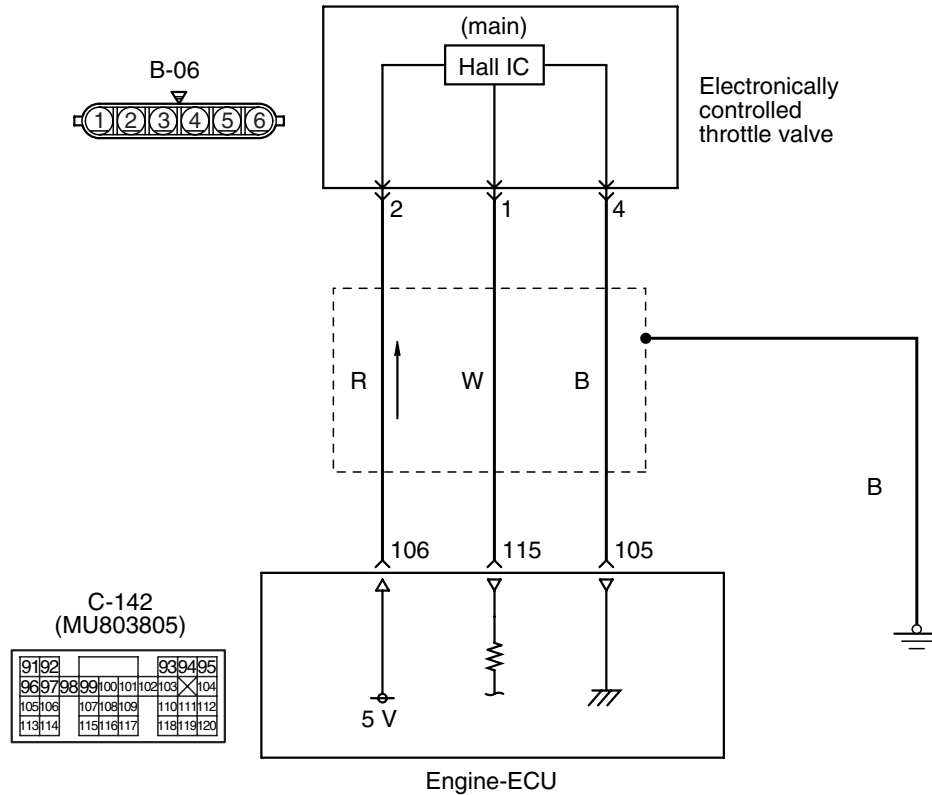 (main)
Hall IC
B-06
1 2 3 4 5 6
Electronically
controlled
throttle valve
2 1 4
R W B
B
106 115 105
C-142
(MU803805)
91 92 93 94 95
96 97 98 99 100 101 102 103 104
105 106 107 108 109 110 111 112
113 114 115 116 117 118 119 120
5 V
Engine-ECU